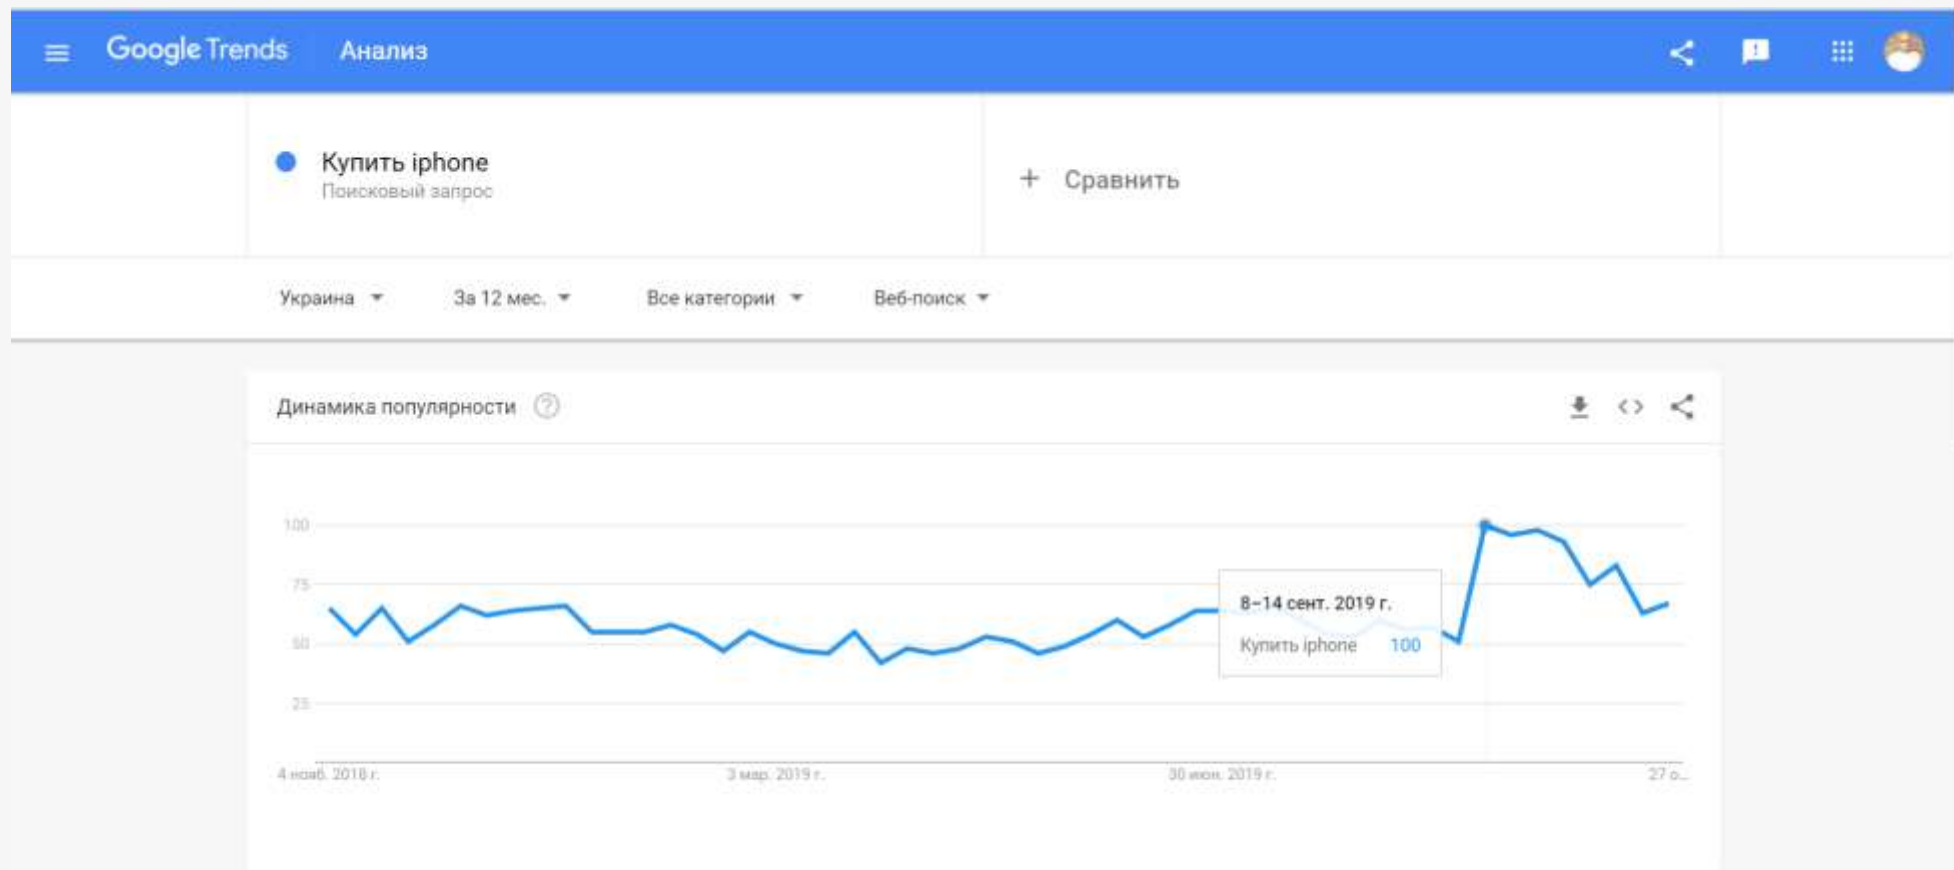 Google Trends Анализ
Купить iphone
Поисковый запрос
+ Сравнить
Украина За 12 мес. Все категории Веб-поиск
Динамика популярности
100
75
50
25
8–14 сент. 2019 г.
Купить iphone 100
4 нояб. 2018 г. 3 мар. 2019 г. 30 июн. 2019 г. 27 о...